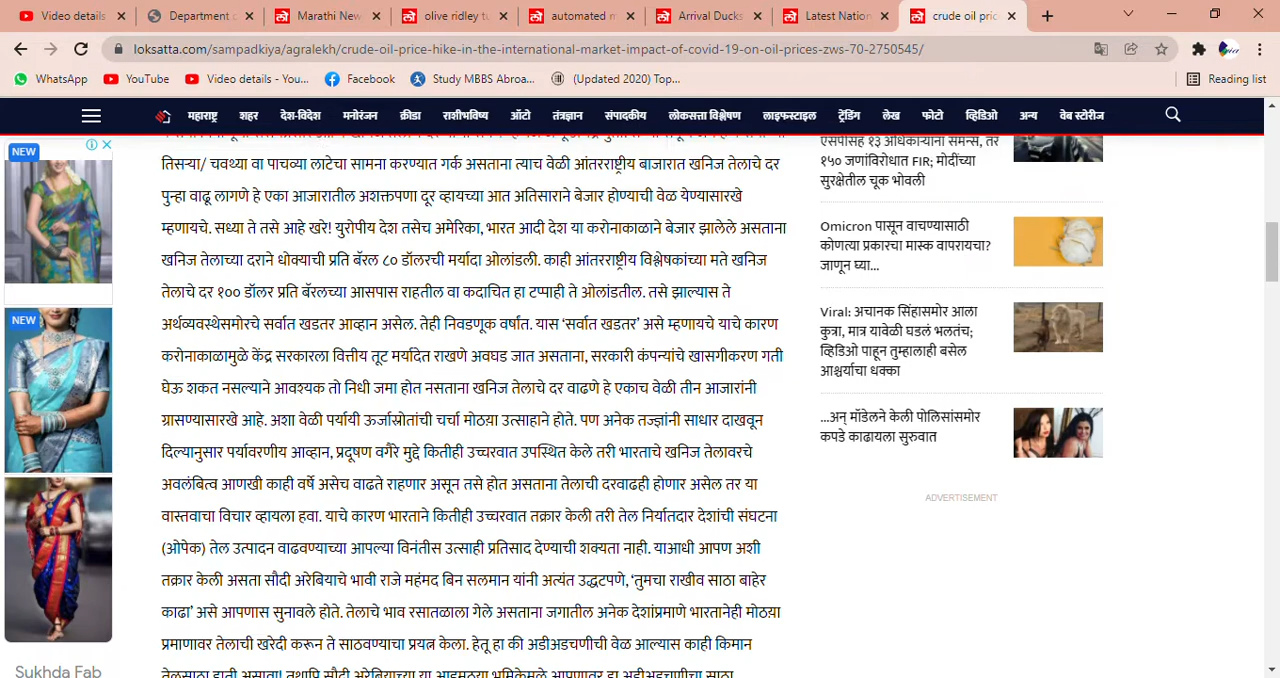 Video details
Department c
Marathi New
olive ridley tu
automated m
Arrival Ducks
Latest Nation
crude oil pric
loksatta.com/sampadkiya/agralekh/crude-oil-price-hike-in-the-international-market-impact-of-covid-19-on-oil-prices-zws-70-2750545/
WhatsApp
YouTube
Video details - You...
Facebook
Study MBBS Abroa...
(Updated 2020) Top...
Reading list
महाराष्ट्र
शहर
देश-विदेश
मनोरंजन
क्रीडा
राशीभविष्य
ऑटो
तंत्रज्ञान
संपादकीय
लोकसत्ता विश्लेषण
लाइफस्टाइल
ट्रेंडिंग
लेख
फोटो
व्हिडिओ
अन्य
वेब स्टोरीज
NEW
NEW
Sukhda Fab
तिसऱ्या/ चवथ्या वा पाचव्या लाटेचा सामना करण्यात गर्क असताना त्याच वेळी आंतरराष्ट्रीय बाजारात खनिज तेलाचे दर
पुन्हा वाढू लागणे हे एका आजारातील अशक्तपणा दूर व्हायच्या आत अतिसाराने बेजार होण्याची वेळ येण्यासारखे
म्हणायचे. सध्या ते तसे आहे खरे! युरोपीय देश तसेच अमेरिका, भारत आदी देश या करोनाकाळाने बेजार झालेले असताना
खनिज तेलाच्या दराने धोक्याची प्रति बॅरल ८० डॉलरची मर्यादा ओलांडली. काही आंतरराष्ट्रीय विश्लेषकांच्या मते खनिज
तेलाचे दर १०० डॉलर प्रति बॅरलच्या आसपास राहतील वा कदाचित हा टप्पाही ते ओलांडतील. तसे झाल्यास ते
अर्थव्यवस्थेसमोरचे सर्वात खडतर आव्हान असेल. तेही निवडणूक वर्षांत. यास ‘सर्वात खडतर’ असे म्हणायचे याचे कारण
करोनाकाळामुळे केंद्र सरकारला वित्तीय तूट मर्यादेत राखणे अवघड जात असताना, सरकारी कंपन्यांचे खासगीकरण गती
घेऊ शकत नसल्याने आवश्यक तो निधी जमा होत नसताना खनिज तेलाचे दर वाढणे हे एकाच वेळी तीन आजारांनी
ग्रासण्यासारखे आहे. अशा वेळी पर्यायी ऊर्जास्रोतांची चर्चा मोठय़ा उत्साहाने होते. पण अनेक तज्ज्ञांनी साधार दाखवून
दिल्यानुसार पर्यावरणीय आव्हान, प्रदूषण वगैरे मुद्दे कितीही उच्चरवात उपस्थित केले तरी भारताचे खनिज तेलावरचे
अवलंबित्व आणखी काही वर्षे असेच वाढते राहणार असून तसे होत असताना तेलाची दरवाढही होणार असेल तर या
वास्तवाचा विचार व्हायला हवा. याचे कारण भारताने कितीही उच्चरवात तक्रार केली तरी तेल निर्यातदार देशांची संघटना
(ओपेक) तेल उत्पादन वाढवण्याच्या आपल्या विनंतीस उत्साही प्रतिसाद देण्याची शक्यता नाही. याआधी आपण अशी
तक्रार केली असता सौदी अरेबियाचे भावी राजे महंमद बिन सलमान यांनी अत्यंत उद्धटपणे, ‘तुमचा राखीव साठा बाहेर
काढा’ असे आपणास सुनावले होते. तेलाचे भाव रसातळाला गेले असताना जगातील अनेक देशांप्रमाणे भारतानेही मोठय़ा
प्रमाणावर तेलाची खरेदी करून ते साठवण्याचा प्रयत्न केला. हेतू हा की अडीअडचणीची वेळ आल्यास काही किमान
तेलसाठा हाती असावा! तथापि सौदी अरेबियाच्या या आडमुठय़ा भूमिकेमुळे आपणावर हा अडीअडचणीचा साठा
एसपीसह १३ अधिकाऱ्यांना समन्स, तर
१५० जणांविरोधात FIR; मोदींच्या
सुरक्षेतील चूक भोवली
Omicron पासून वाचण्यासाठी
कोणत्या प्रकारचा मास्क वापरायचा?
जाणून घ्या...
Viral: अचानक सिंहासमोर आला
कुत्रा, मात्र यावेळी घडलं भलतंच;
व्हिडिओ पाहून तुम्हालाही बसेल
आश्चर्याचा धक्का
...अन् मॉडेलने केली पोलिसांसमोर
कपडे काढायला सुरुवात
ADVERTISEMENT